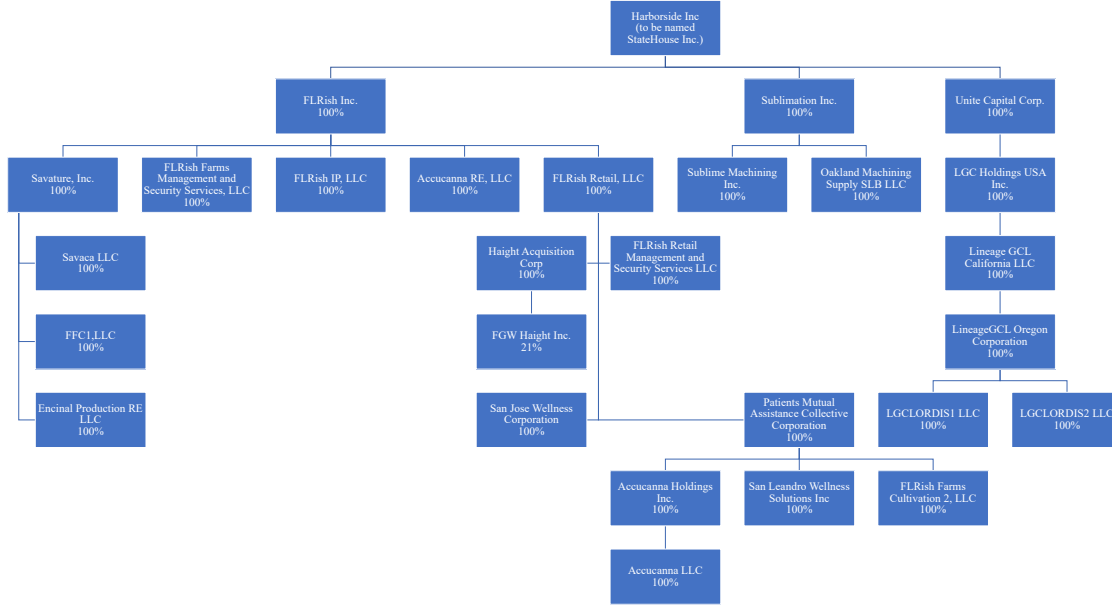 Harborside Inc
(to be named
StateHouse Inc.)
FLRish Inc.
100%
Sublimation Inc.
100%
Unite Capital Corp.
100%
Savature, Inc.
100%
FLRish Farms
Management and
Security Services, LLC
100%
FLRish IP, LLC
100%
Accucanna RE, LLC
100%
FLRish Retail, LLC
100%
Sublime Machining
Inc.
100%
Oakland Machining
Supply SLB LLC
100%
LGC Holdings USA
Inc.
100%
Savaca LLC
100%
Haight Acquisition
Corp
100%
FLRish Retail
Management and
Security Services LLC
100%
Lineage GCL
California LLC
100%
FFC1,LLC
100%
FGW Haight Inc.
21%
LineageGCL Oregon
Corporation
100%
Encinal Production RE
LLC
100%
San Jose Wellness
Corporation
100%
Patients Mutual
Assistance Collective
Corporation
100%
LGCLORDIS1 LLC
100%
LGCLORDIS2 LLC
100%
Accucanna Holdings
Inc.
100%
San Leandro Wellness
Solutions Inc
100%
FLRish Farms
Cultivation 2, LLC
100%
Accucanna LLC
100%